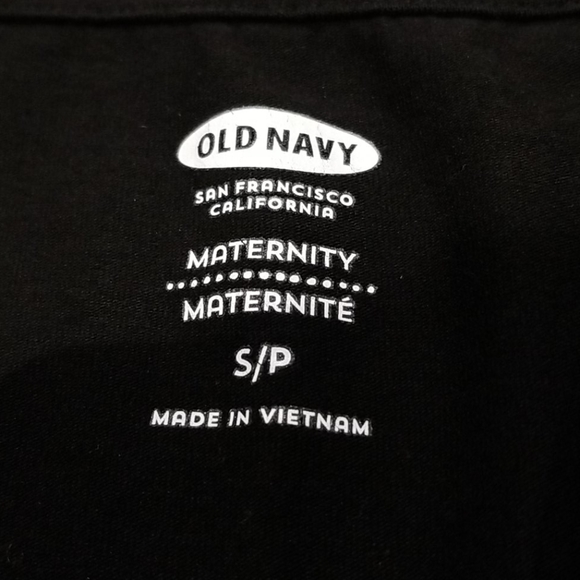 OLD NAVY
SAN FRANCISCO
CALIFORNIA
MATERNITY
MATERNITÉ
S/P
MADE IN VIETNAM